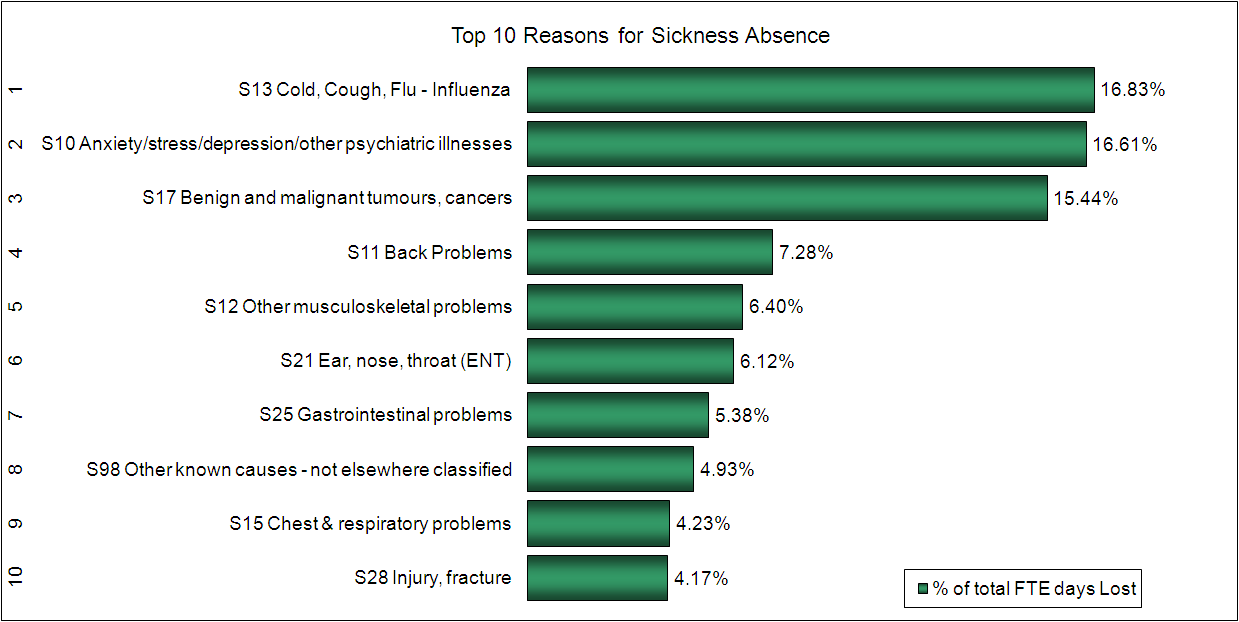 Top 10 Reasons for Sickness Absence
1 S13 Cold, Cough, Flu - Influenza 16.83%
2 S10 Anxiety/stress/depression/other psychiatric illnesses 16.61%
3 S17 Benign and malignant tumours, cancers 15.44%
4 S11 Back Problems 7.28%
5 S12 Other musculoskeletal problems 6.40%
6 S21 Ear, nose, throat (ENT) 6.12%
7 S25 Gastrointestinal problems 5.38%
8 S98 Other known causes - not elsewhere classified 4.93%
9 S15 Chest & respiratory problems 4.23%
10 S28 Injury, fracture 4.17%
% of total FTE days Lost